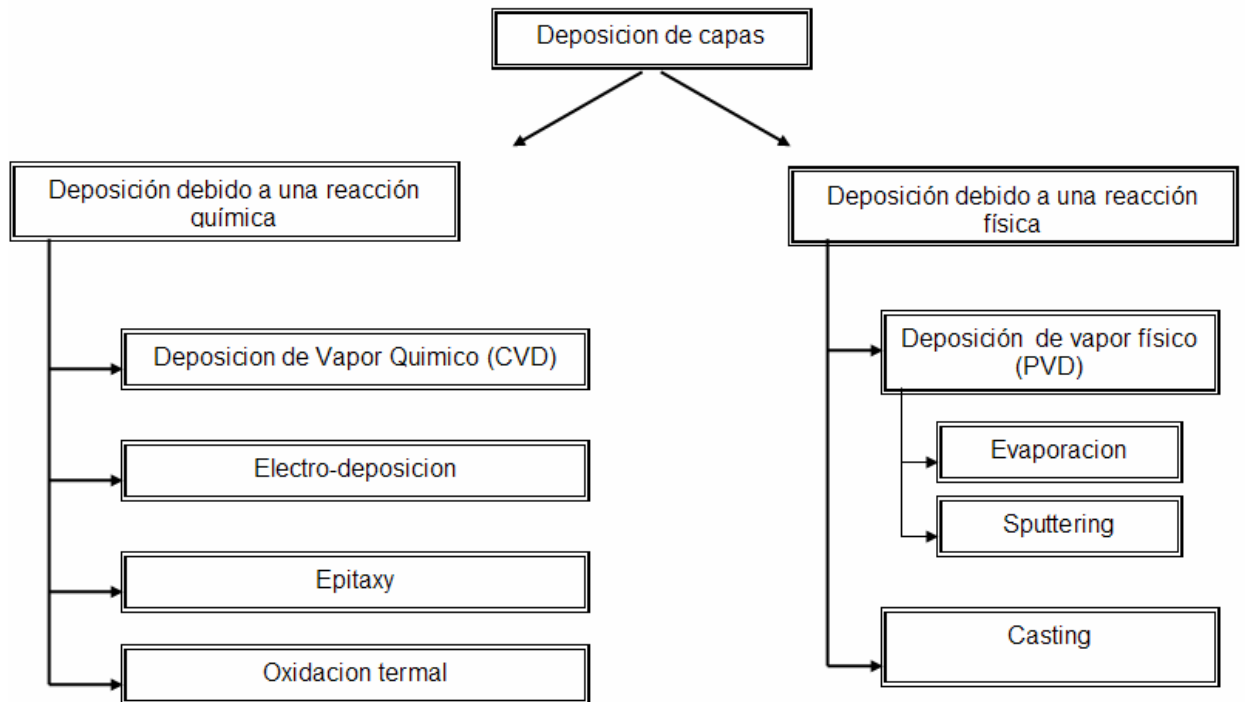 Deposicion de capas
Deposición debido a una reacción
química
Deposición debido a una reacción
física
Deposicion de Vapor Quimico (CVD)
Electro-deposicion
Epitaxy
Oxidacion termal
Deposición de vapor físico
(PVD)
Evaporacion
Sputtering
Casting